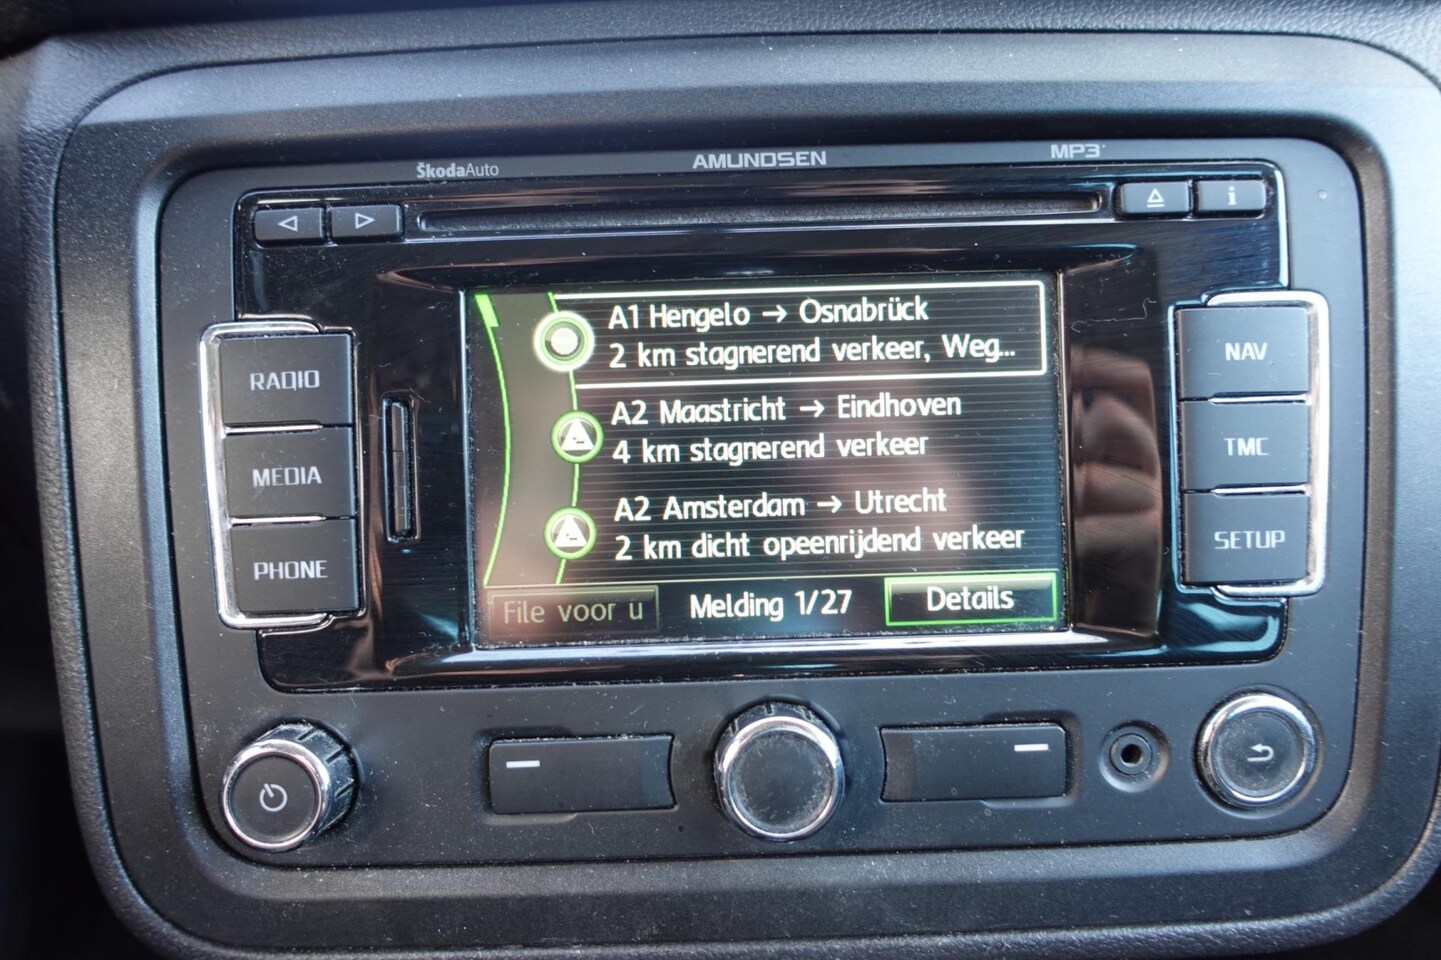 ŠkodaAuto
AMUNDSEN
MP3
i
RADIO
MEDIA
PHONE
A1 Hengelo → Osnabrück
2 km stagnerend verkeer, Weg...
A2 Maastricht → Eindhoven
4 km stagnerend verkeer
A2 Amsterdam → Utrecht
2 km dicht opeenrijdend verkeer
File voor u
Melding 1/27
Details
NAV
TMC
SETUP